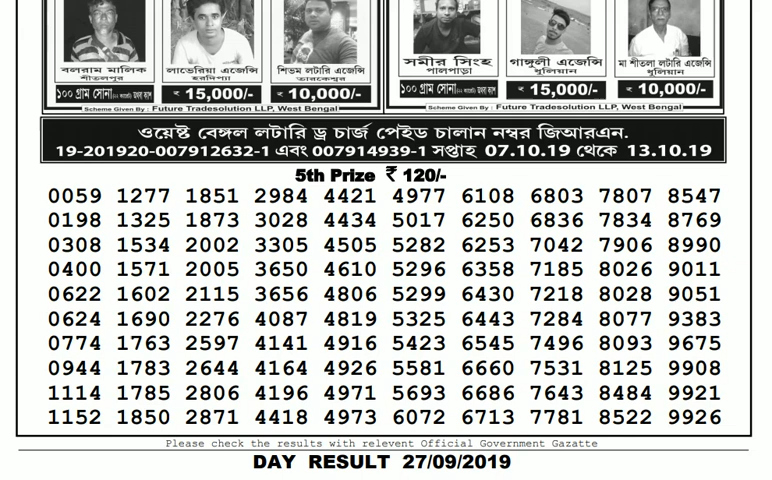 বলরাম মালিক
শীতলপুর
লাভেরিয়া এজেন্সি
হরনিপ্যা
শিভম লটারি এজেন্সি
তারকেশ্বর
সমীর সিংহ
পালপাড়া
গাঙ্গুলী এজেন্সি
ধুলিয়ান
মা শীতলা লটারি এজেন্সি
ধুলিয়ান
১০০ গ্রাম সোনা
₹ 15,000/-
₹ 10,000/-
১০০ গ্রাম সোনা
₹ 15,000/-
₹ 10,000/-
Scheme Given By : Future Tradesolution LLP, West Bengal
Scheme Given By : Future Tradesolution LLP, West Bengal
ওয়েষ্ট বেঙ্গল লটারি ড্র চার্জ পেইড চালান নম্বর জিআরএন.
19-201920-007912632-1 এবং 007914939-1 সপ্তাহ 07.10.19 থেকে 13.10.19
5th Prize ₹ 120/-
0059 1277 1851 2984 4421 4977 6108 6803 7807 8547
0198 1325 1873 3028 4434 5017 6250 6836 7834 8769
0308 1534 2002 3305 4505 5282 6253 7042 7906 8990
0400 1571 2005 3650 4610 5296 6358 7185 8026 9011
0622 1602 2115 3656 4806 5299 6430 7218 8028 9051
0624 1690 2276 4087 4819 5325 6443 7284 8077 9383
0774 1763 2597 4141 4916 5423 6545 7496 8093 9675
0944 1783 2644 4164 4926 5581 6660 7531 8125 9908
1114 1785 2806 4196 4971 5693 6686 7643 8484 9921
1152 1850 2871 4418 4973 6072 6713 7781 8522 9926
Please check the results with relevent Official Government Gazatte
DAY RESULT 27/09/2019